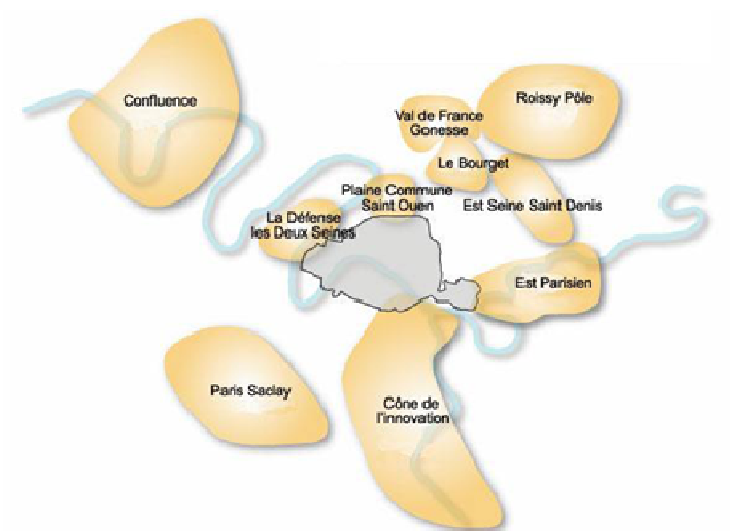 Confluence
Roissy Pôle
Val de France
Gonesse
Le Bourget
Plaine Commune
Saint Ouen
Est Seine Saint Denis
La Défense
les Deux Seines
Est Parisien
Paris Saclay
Cône de
l'innovation